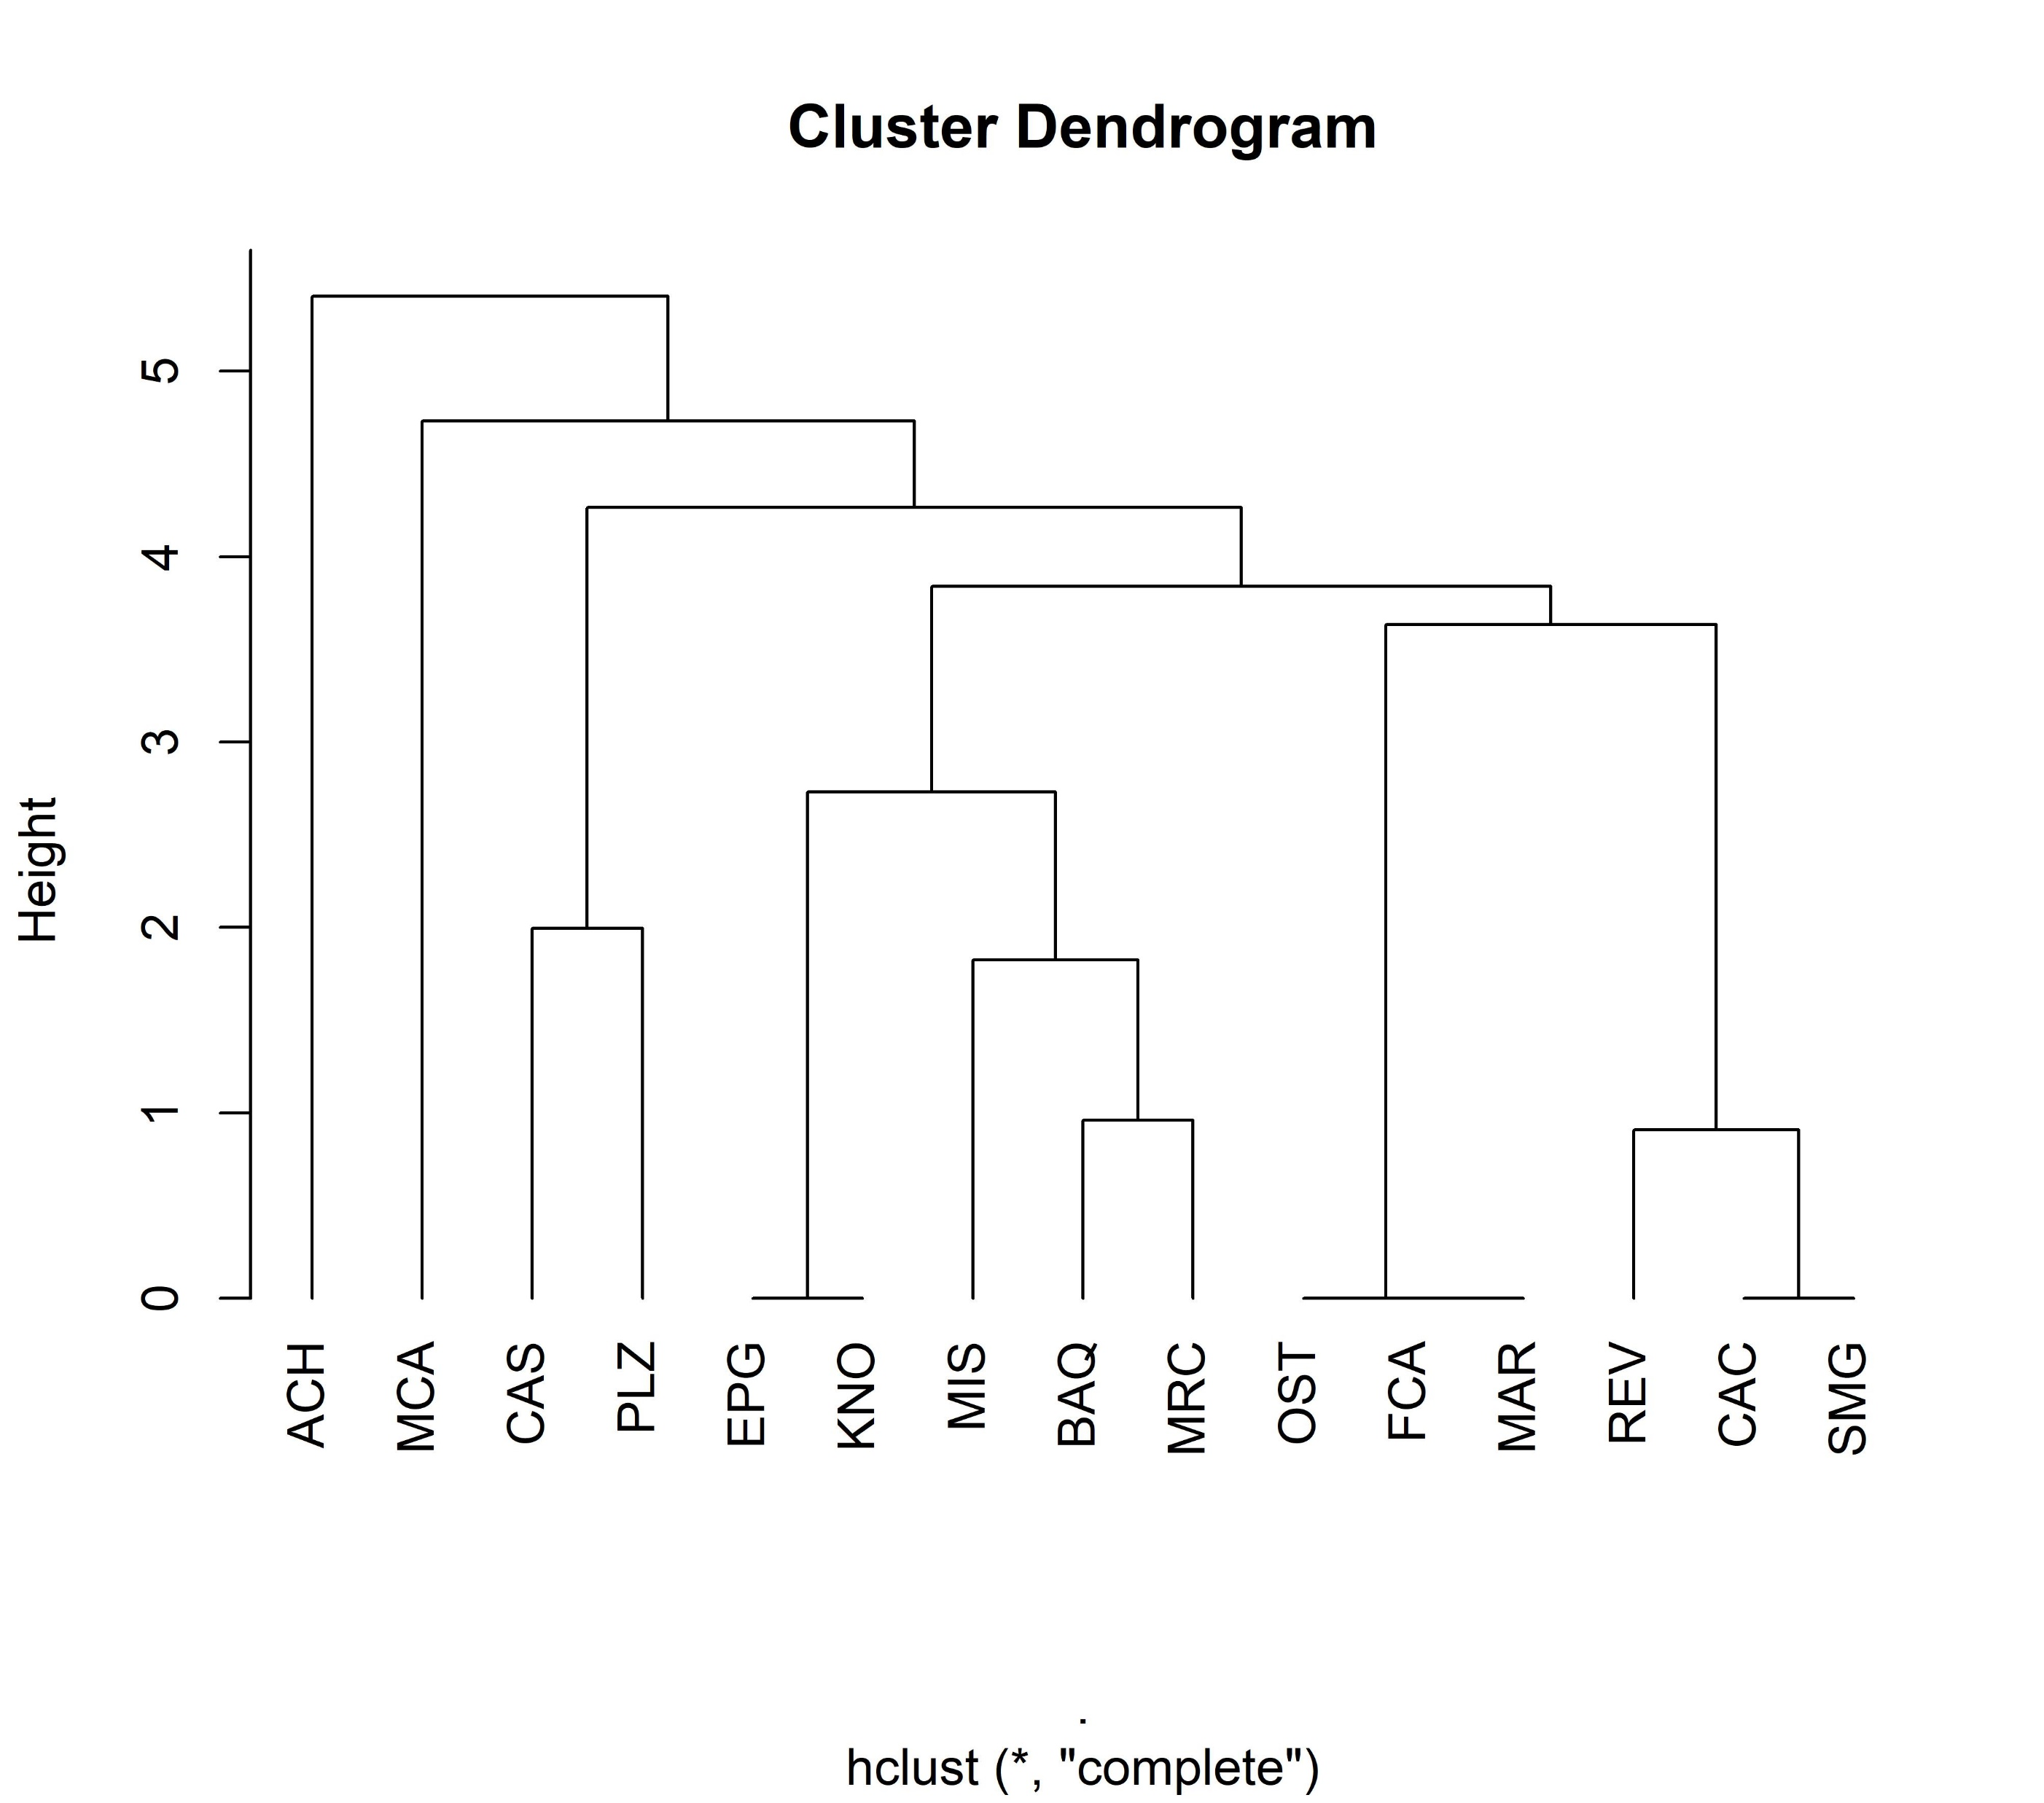 Cluster Dendrogram
Height
5
4
3
2
1
0
ACH
MCA
CAS
PLZ
EPG
KNO
MIS
BAQ
MRC
OST
FCA
MAR
REV
CAC
SMG
.
hclust (*, "complete")